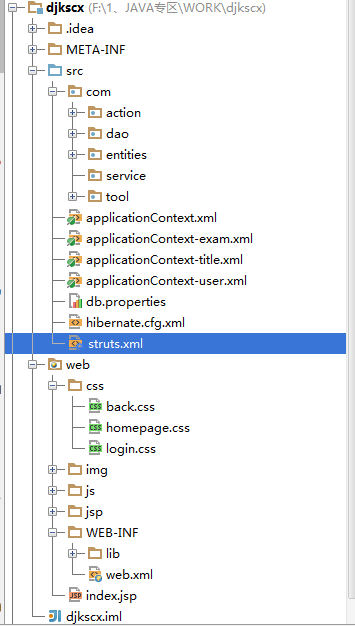 djkscx (F:\1、JAVA专区\WORK\djkscx)
.idea
META-INF
src
com
action
dao
entities
service
tool
applicationContext.xml
applicationContext-exam.xml
applicationContext-title.xml
applicationContext-user.xml
db.properties
hibernate.cfg.xml
struts.xml
web
css
back.css
homepage.css
login.css
img
js
jsp
WEB-INF
lib
web.xml
index.jsp
djkscx.iml